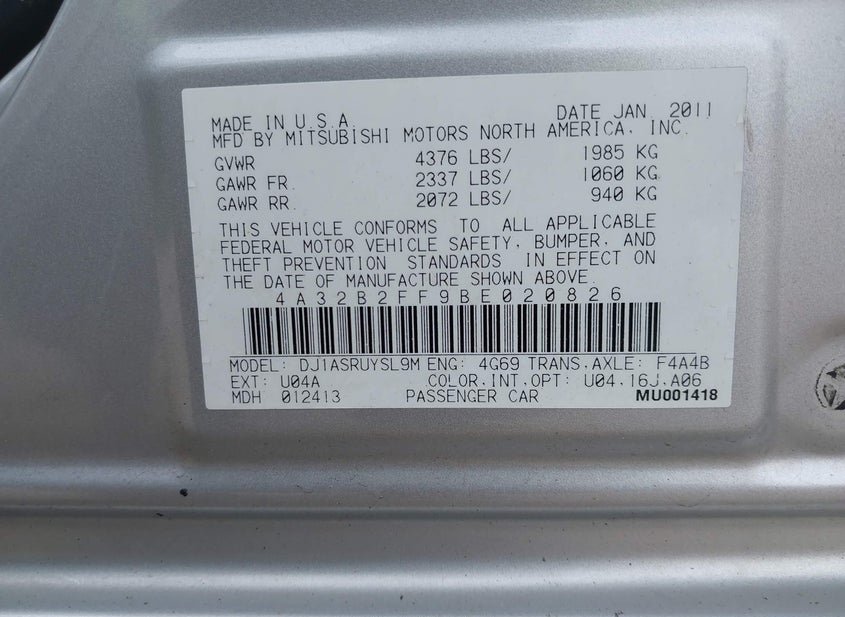 MADE IN U.S.A. DATE JAN. 2011
MFD BY MITSUBISHI MOTORS NORTH AMERICA, INC.
GVWR 4376 LBS/ 1985 KG
GAWR FR. 2337 LBS/ 1060 KG
GAWR RR. 2072 LBS/ 940 KG
THIS VEHICLE CONFORMS TO ALL APPLICABLE
FEDERAL MOTOR VEHICLE SAFETY, BUMPER, AND
THEFT PREVENTION STANDARDS IN EFFECT ON
THE DATE OF MANUFACTURE SHOWN ABOVE.
4A32B2FF9BE020826
MODEL: DJ1ASRUYSL9M ENG: 4G69 TRANS.AXLE: F4A4B
EXT: U04A COLOR.INT.OPT: U04.16J.A06
MDH 012413 PASSENGER CAR MU001418